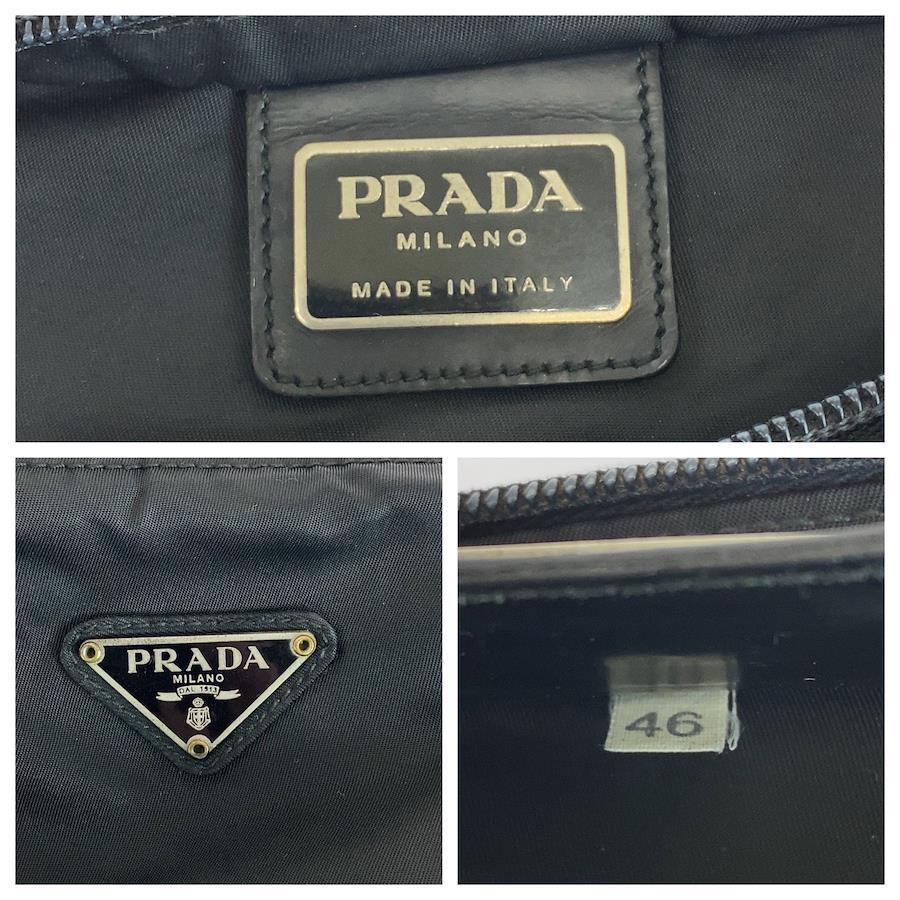 PRADA
MILANO
MADE IN ITALY
PRADA
MILANO
DAL 1913
46